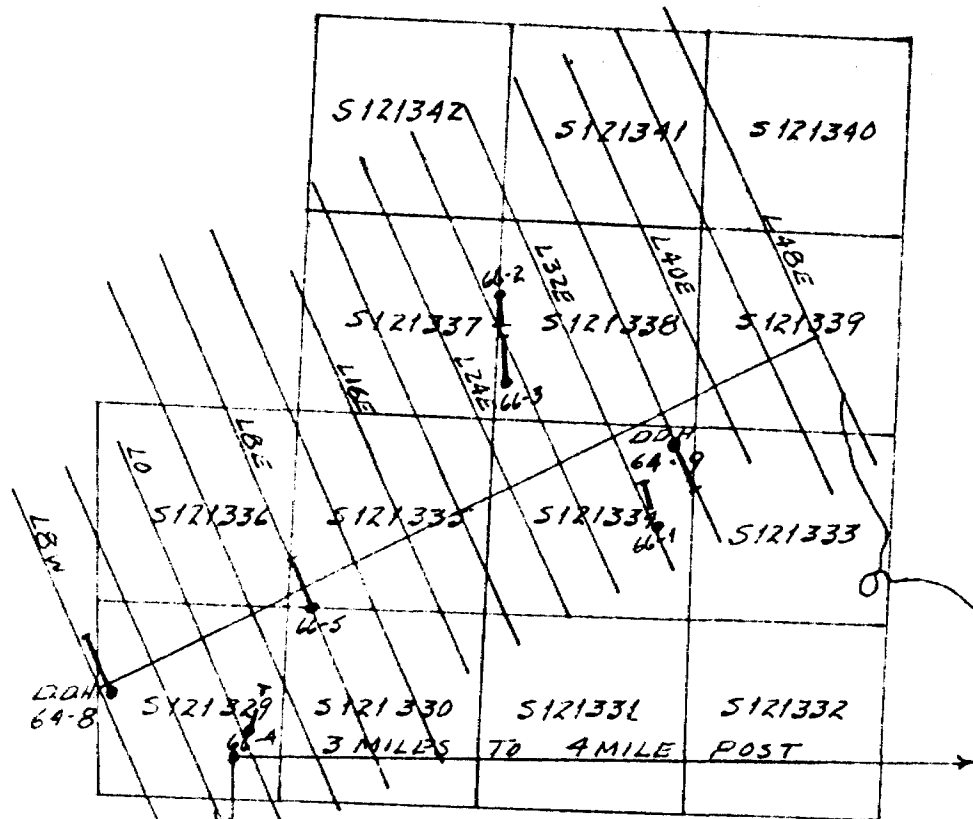 S121342
S121341
S121340
66-2
L32E
L40E
L48E
S121337
S121338
S121339
L16E
L24E
66-3
DDH
64-9
L0
L8E
S121336
S121335
S121334
66-1
S121333
L8W
66-5
DDH
64-8
S121329
S121330
S121331
S121332
66-4
3 MILES TO 4 MILE POST